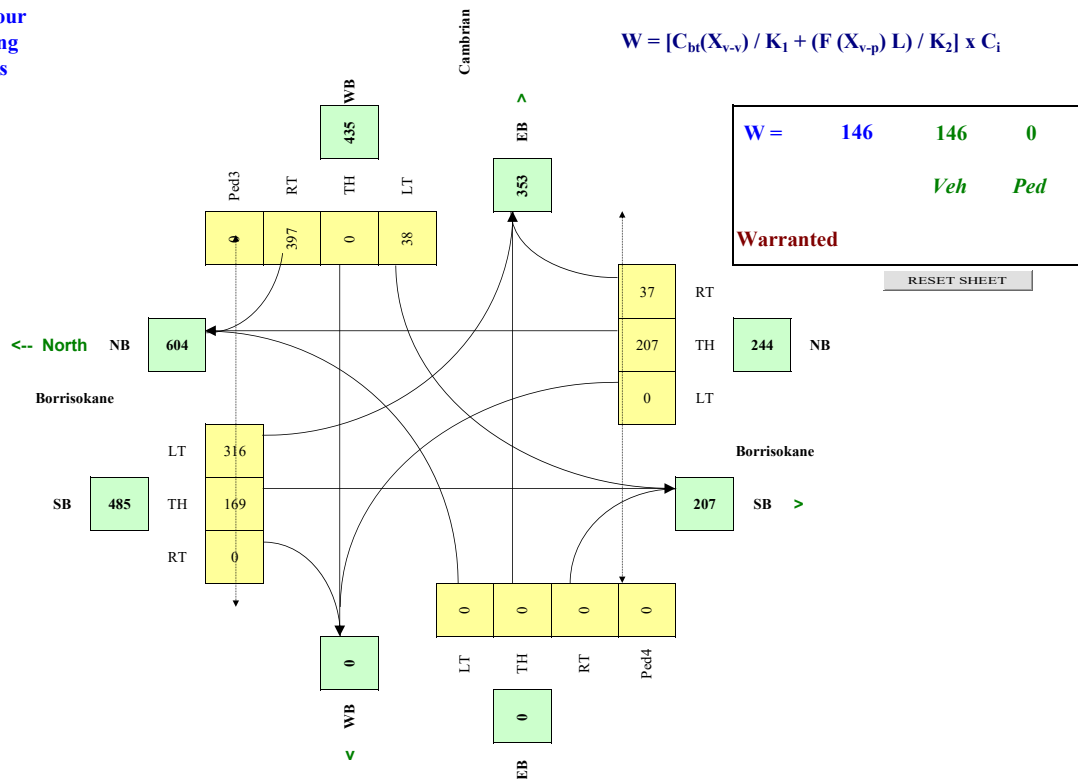 our
ng
s
Cambrian
W = [Cbt(Xv-v) / K1 + (F (Xv-p) L) / K2] x Ci
WB
435
^
EB
353
W = 146 146 0
Veh Ped
Warranted
RESET SHEET
Ped3 RT TH LT
0 397 0 38
37 RT
<-- North NB 604
207 TH 244 NB
Borrisokane
0 LT
LT 316
Borrisokane
SB 485 TH 169
207 SB >
RT 0
0 0 0 0
LT TH RT Ped4
0
WB
v
0
EB